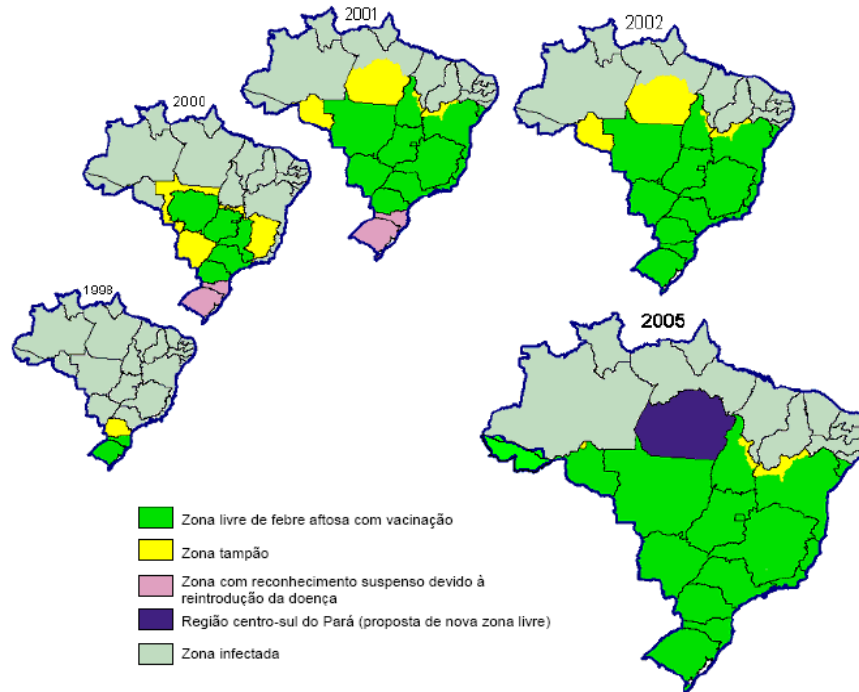 2001
2002
2000
1998
2005
Zona livre de febre aftosa com vacinação
Zona tampão
Zona com reconhecimento suspenso devido à
reintrodução da doença
Região centro-sul do Pará (proposta de nova zona livre)
Zona infectada